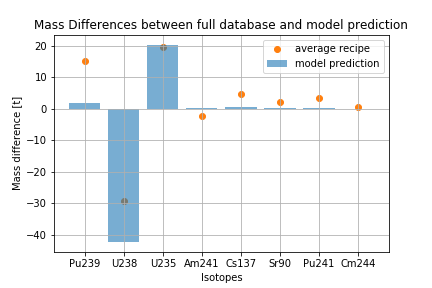 Mass Differences between full database and model prediction
average recipe
model prediction
20
10
0
−10
−20
−30
−40
Mass difference [t]
Pu239 U238 U235 Am241 Cs137 Sr90 Pu241 Cm244
Isotopes